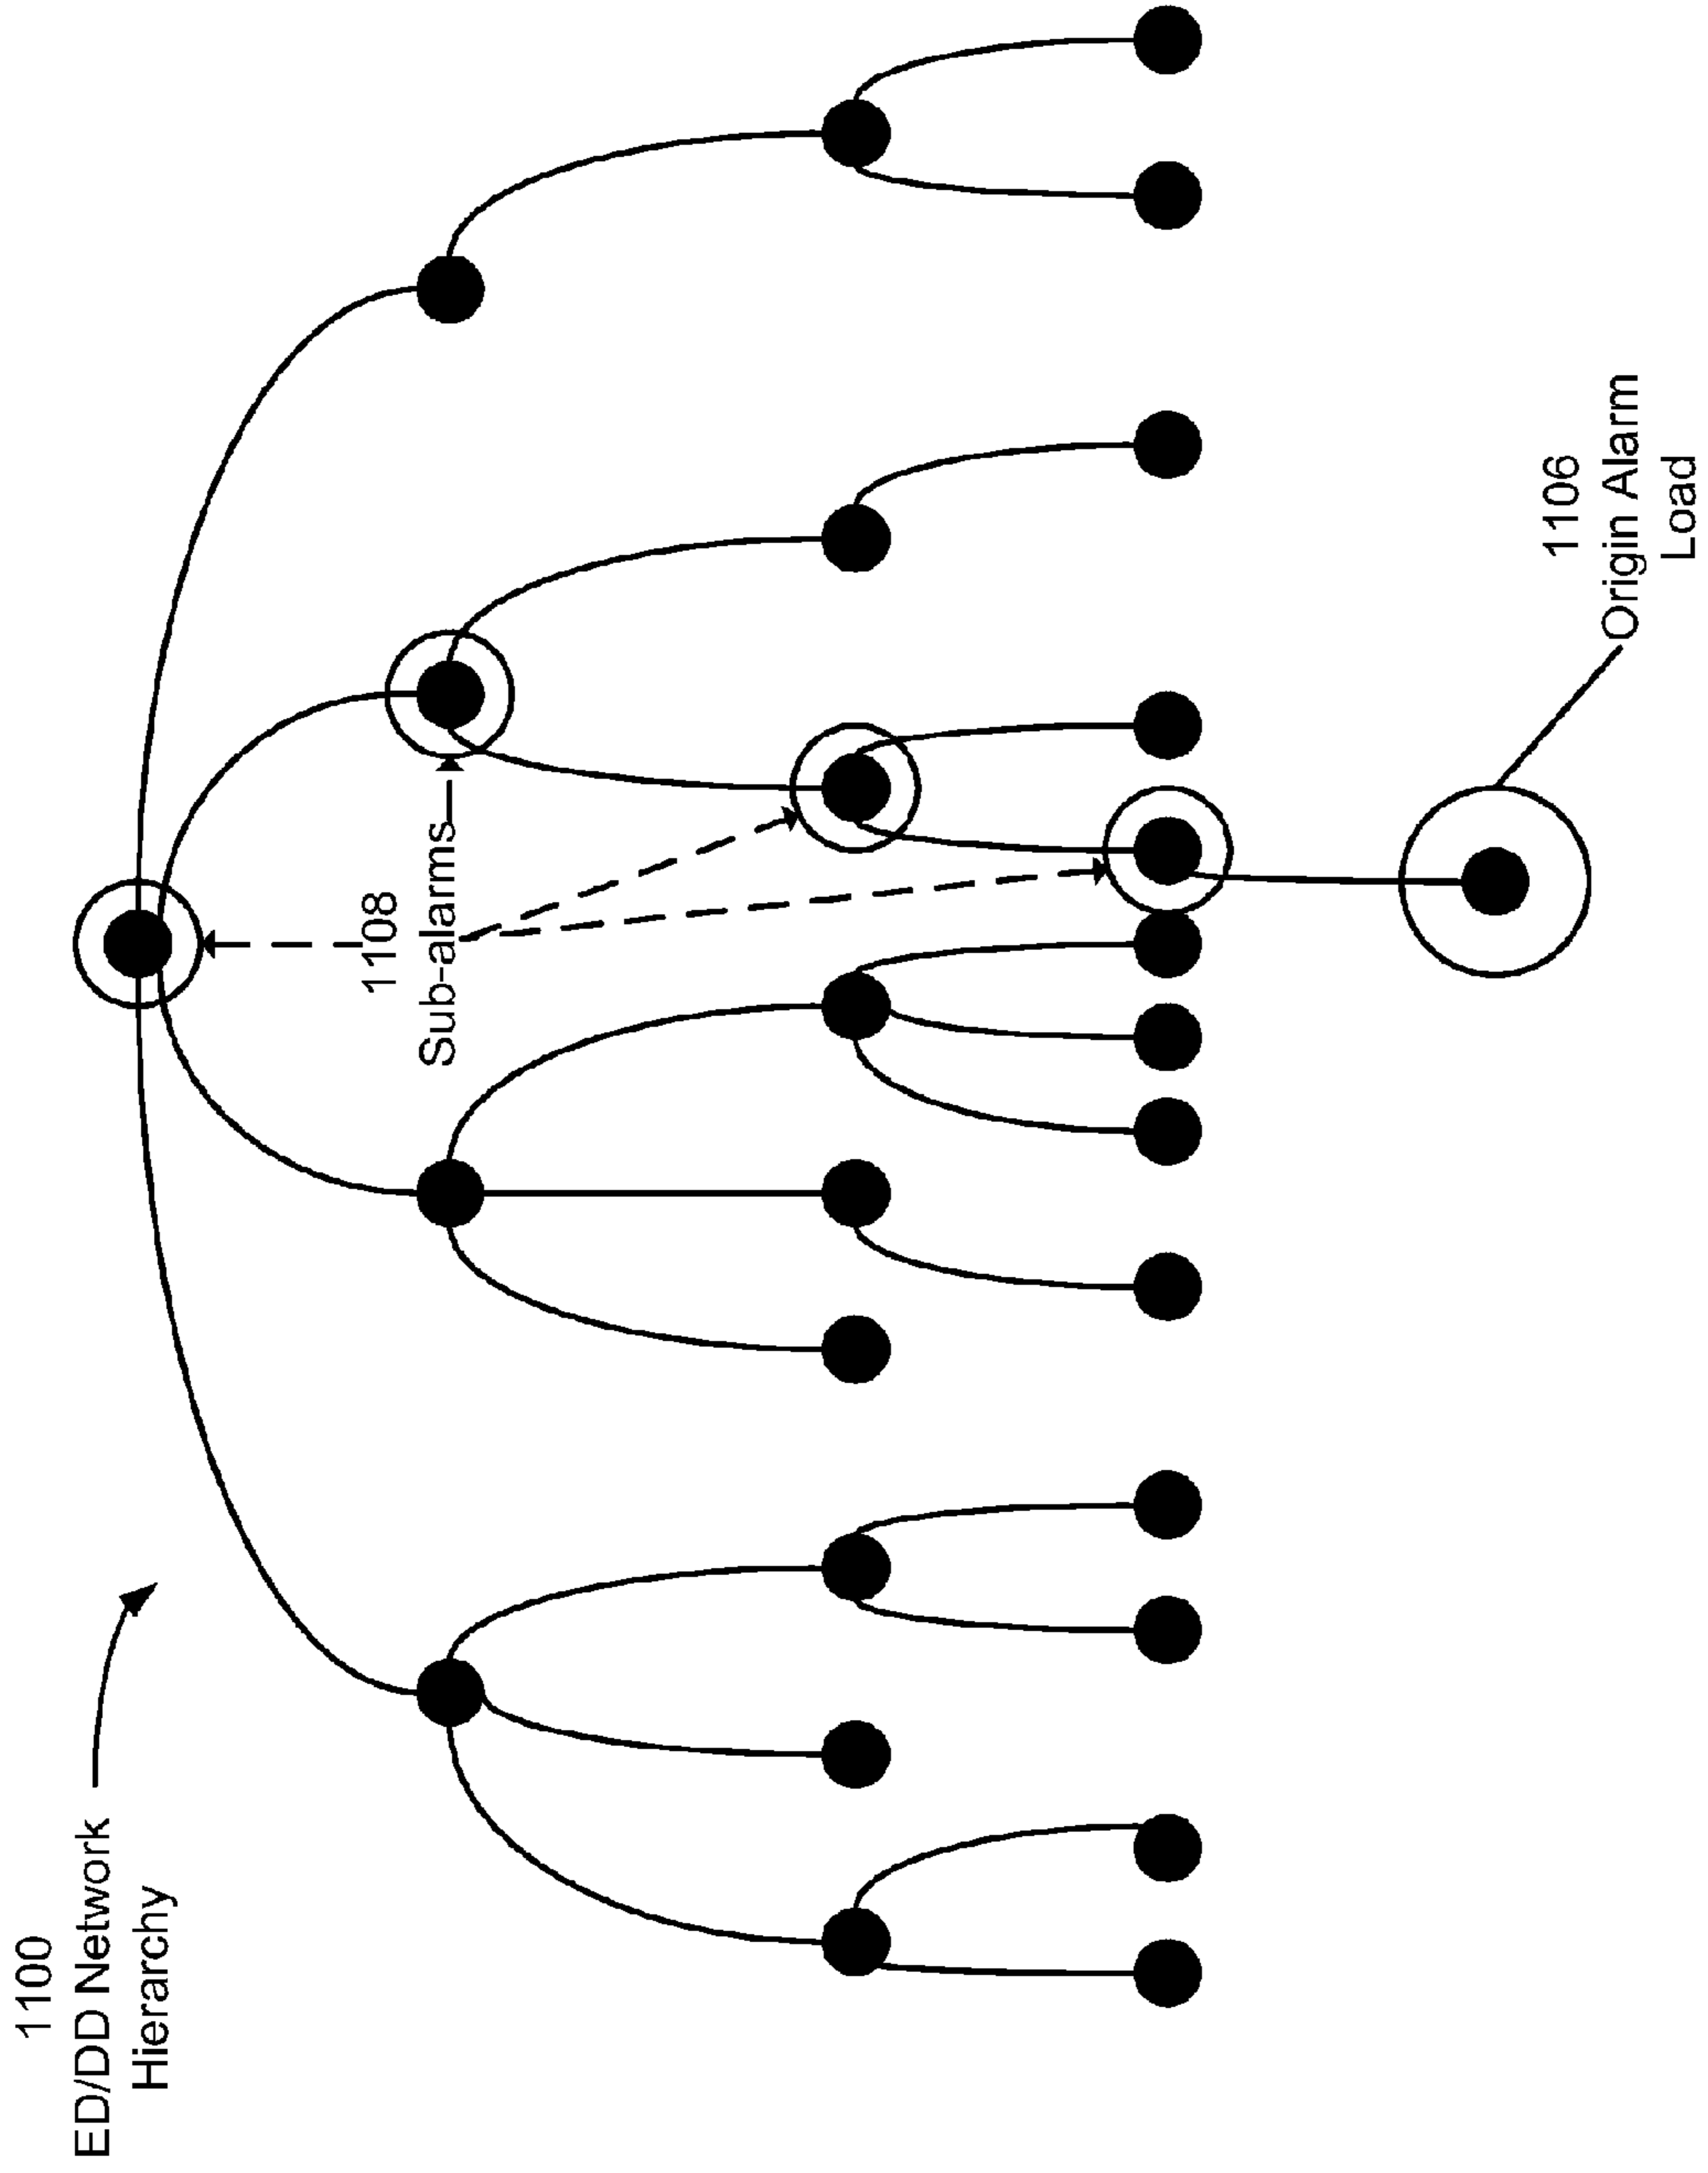 1100
ED/DD Network
Hierarchy
1108
Sub-alarms
1106
Origin Alarm
Load